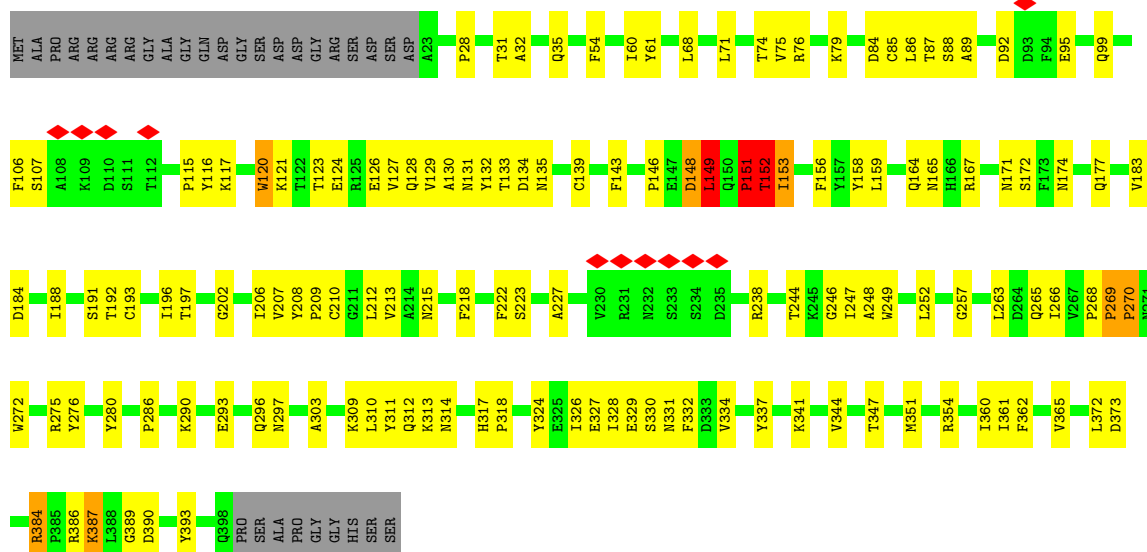 MET ALA PRO ARG ARG ARG ARG GLY ALA GLY GLN ASP GLY SER ASP ASP GLY ARG SER ASP SER ASP A23 P28 T31 A32 Q35 F54 I60 Y61 L68 L71 T74 V75 R76 K79 D84 C85 L86 T87 S88 A89 D92 D93 F94 E95 Q99
F106 S107 A108 K109 D110 S111 T112 P115 Y116 K117 W120 K121 T122 T123 E124 R125 E126 V127 Q128 V129 A130 N131 Y132 T133 D134 N135 C139 F143 P146 E147 D148 L149 Q150 P151 T152 I153 F156 Y157 Y158 L159 Q164 N165 H166 R167 N171 S172 F173 N174 Q177 V183
D184 I188 S191 T192 C193 I196 T197 G202 I206 V207 Y208 P209 C210 G211 L212 V213 A214 N215 F218 F222 S223 A227 V230 R231 N232 S233 S234 D235 R238 T244 K245 G246 I247 A248 W249 L252 G257 L263 D264 Q265 I266 V267 P268 P269 P270 N271
W272 R275 Y276 Y280 P286 K290 E293 Q296 N297 A303 K309 L310 Y311 Q312 K313 N314 H317 P318 Y324 E325 I326 E327 I328 E329 S330 N331 F332 D333 V334 Y337 K341 V344 T347 M351 R354 I360 I361 F362 V365 L372 D373
R384 P385 R386 K387 L388 G389 D390 Y393 Q398 PRO SER ALA PRO GLY GLY HIS SER SER